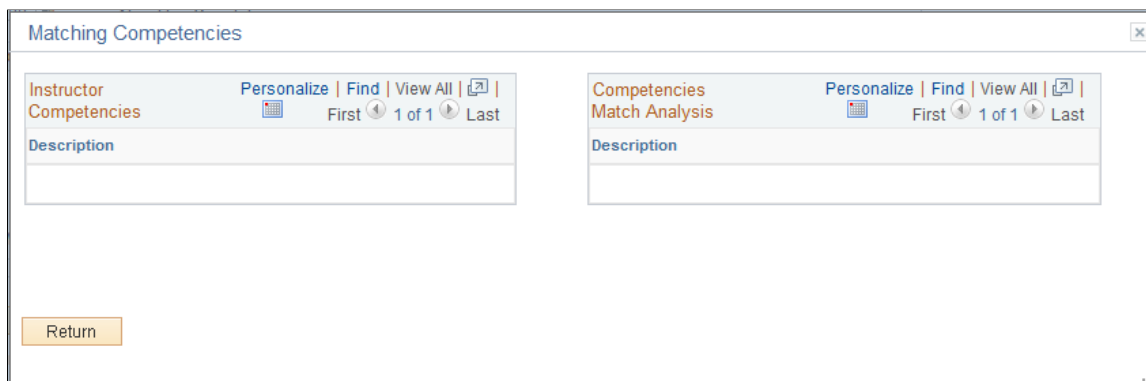 Matching Competencies
Instructor Competencies
Personalize | Find | View All | |
First 1 of 1 Last
Description
Competencies Match Analysis
Personalize | Find | View All | |
First 1 of 1 Last
Description
Return